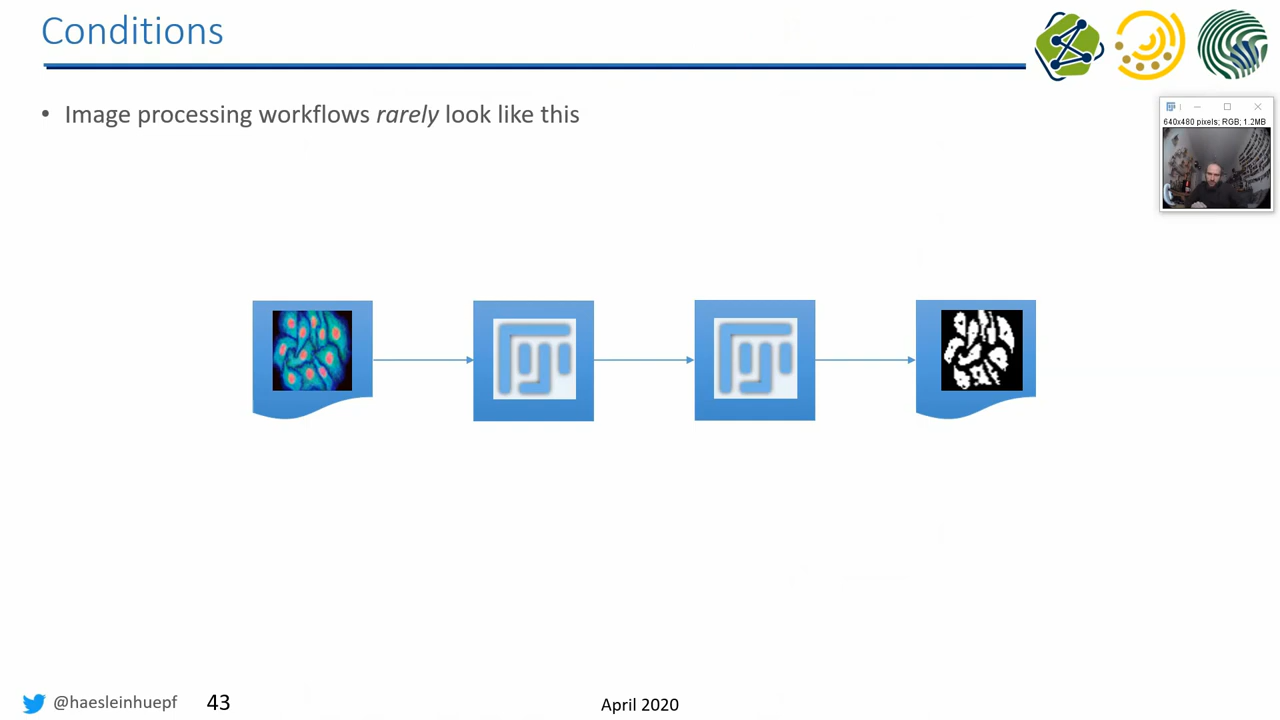 Conditions
• Image processing workflows rarely look like this
640x480 pixels; RGB; 1.2MB
@haesleinhuepf
43
April 2020